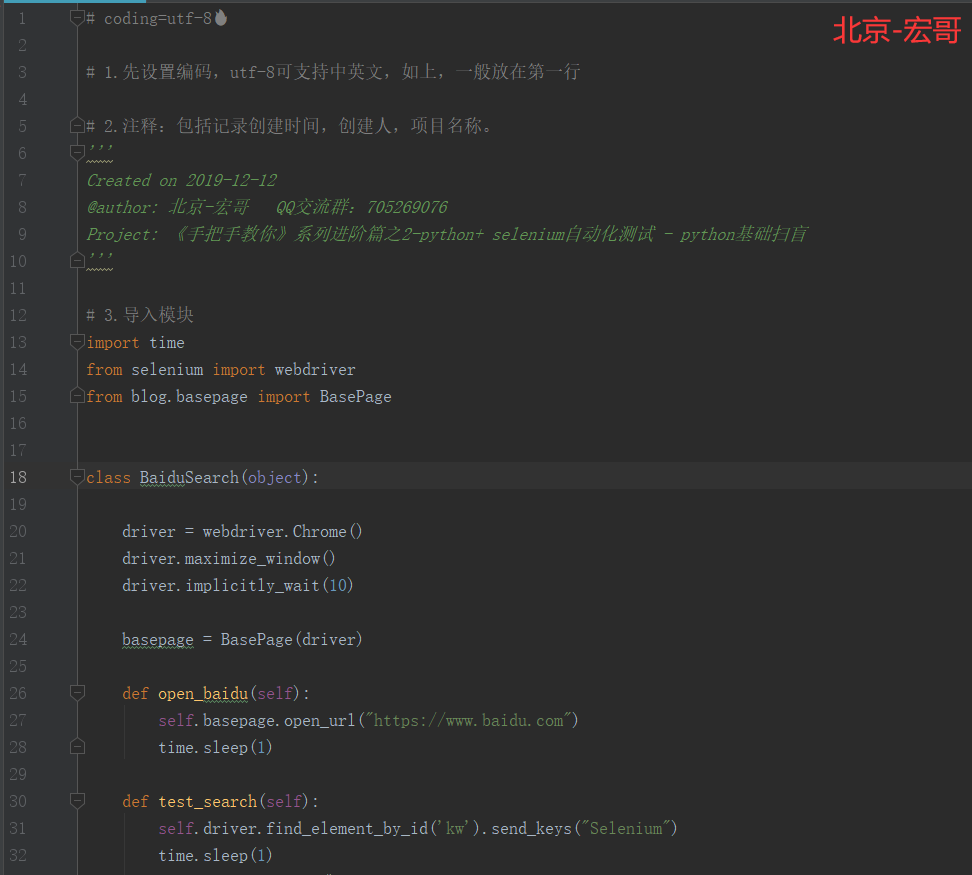 北京-宏哥
1 # coding=utf-8🔥
2
3 # 1.先设置编码，utf-8可支持中英文，如上，一般放在第一行
4
5 # 2.注释：包括记录创建时间，创建人，项目名称。
6 '''
7 Created on 2019-12-12
8 @author: 北京-宏哥   QQ交流群：705269076
9 Project: 《手把手教你》系列进阶篇之2-python+ selenium自动化测试 - python基础扫盲
10 '''
11
12 # 3.导入模块
13 import time
14 from selenium import webdriver
15 from blog.basepage import BasePage
16
17
18 class BaiduSearch(object):
19
20     driver = webdriver.Chrome()
21     driver.maximize_window()
22     driver.implicitly_wait(10)
23
24     basepage = BasePage(driver)
25
26     def open_baidu(self):
27         self.basepage.open_url("https://www.baidu.com")
28         time.sleep(1)
29
30     def test_search(self):
31         self.driver.find_element_by_id('kw').send_keys("Selenium")
32         time.sleep(1)